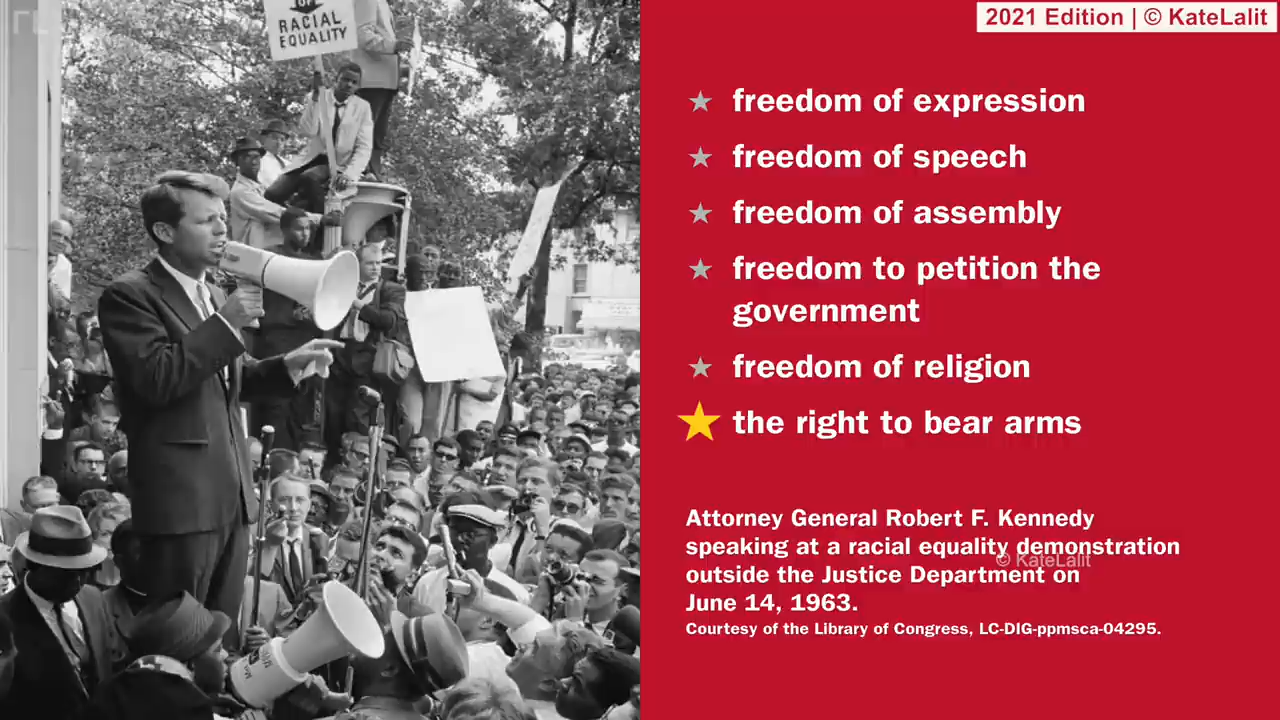 OF
RACIAL
EQUALITY
2021 Edition | © KateLalit
freedom of expression
freedom of speech
freedom of assembly
freedom to petition the
government
freedom of religion
the right to bear arms
Attorney General Robert F. Kennedy
speaking at a racial equality demonstration
outside the Justice Department on
June 14, 1963.
Courtesy of the Library of Congress, LC-DIG-ppmsca-04295.
© KateLalit